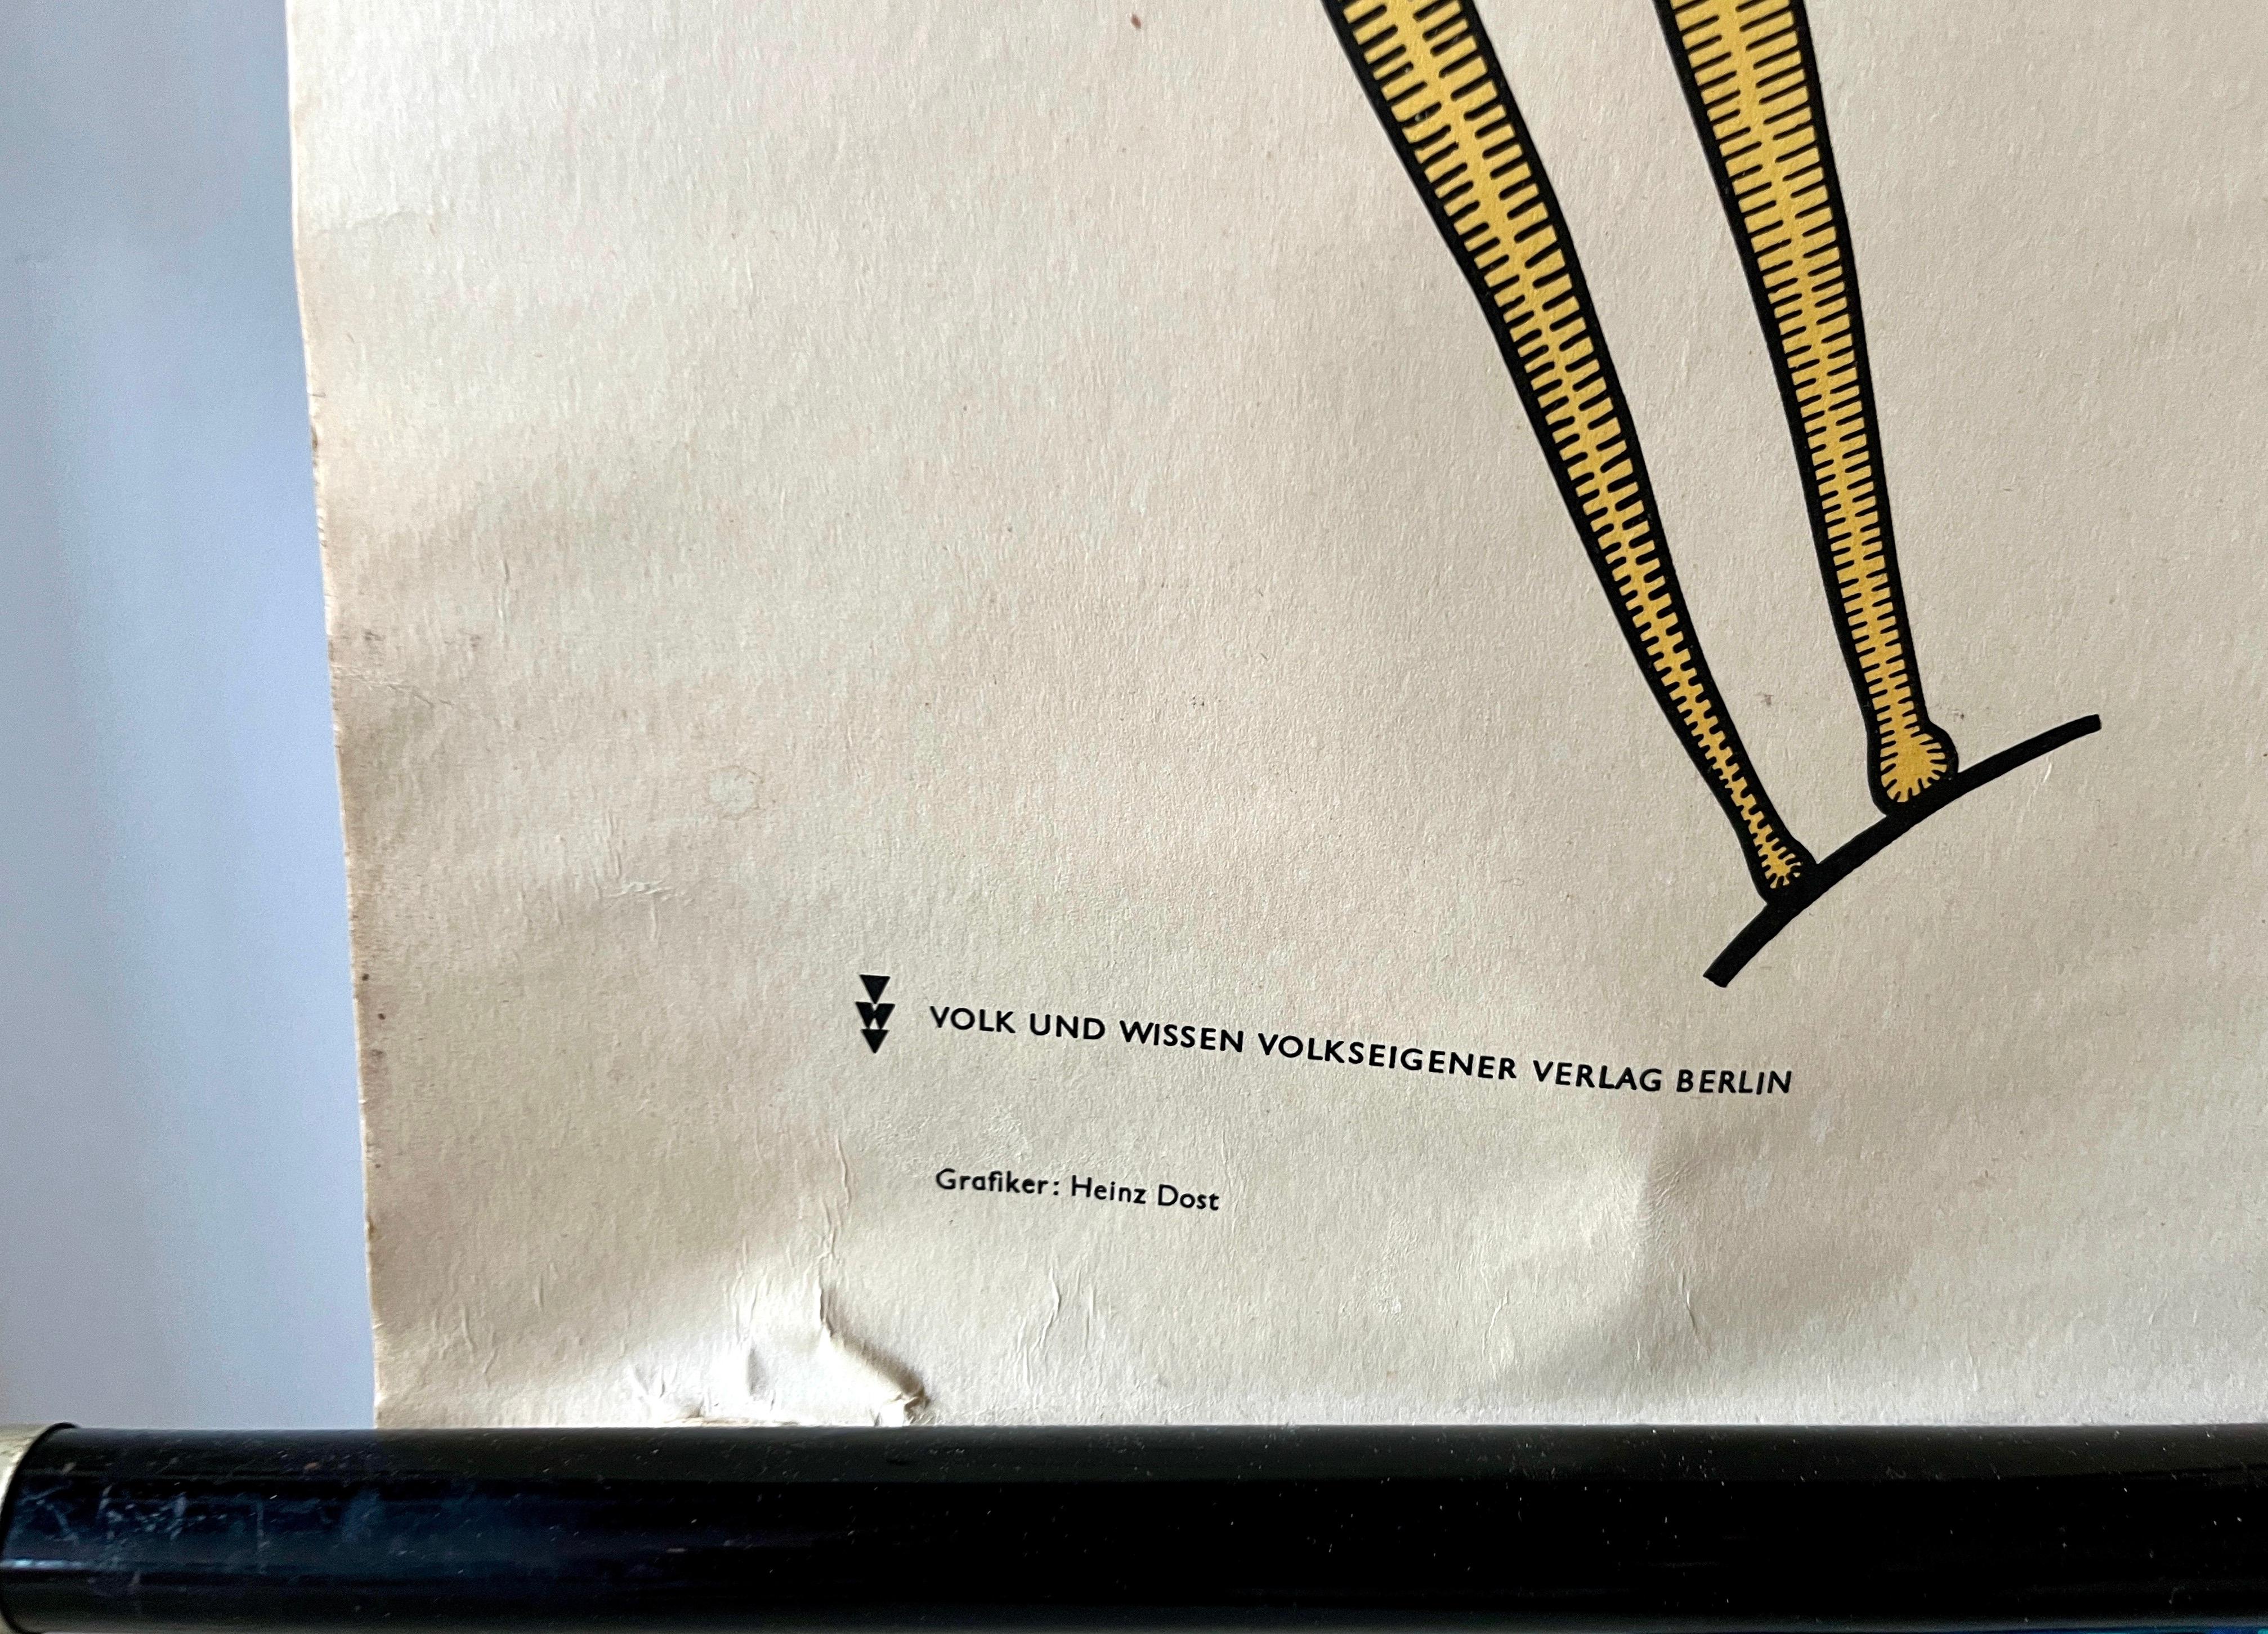 VOLK UND WISSEN VOLKSEIGENER VERLAG BERLIN
Grafiker: Heinz Dost